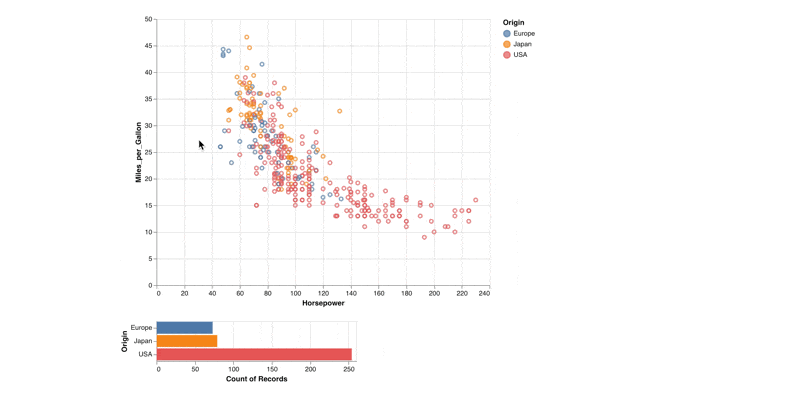 Origin
Europe
Japan
USA
50
45
40
35
30
25
20
15
10
5
0
Miles_per_Gallon
0 20 40 60 80 100 120 140 160 180 200 220 240
Horsepower
Origin
Europe
Japan
USA
0 50 100 150 200 250
Count of Records